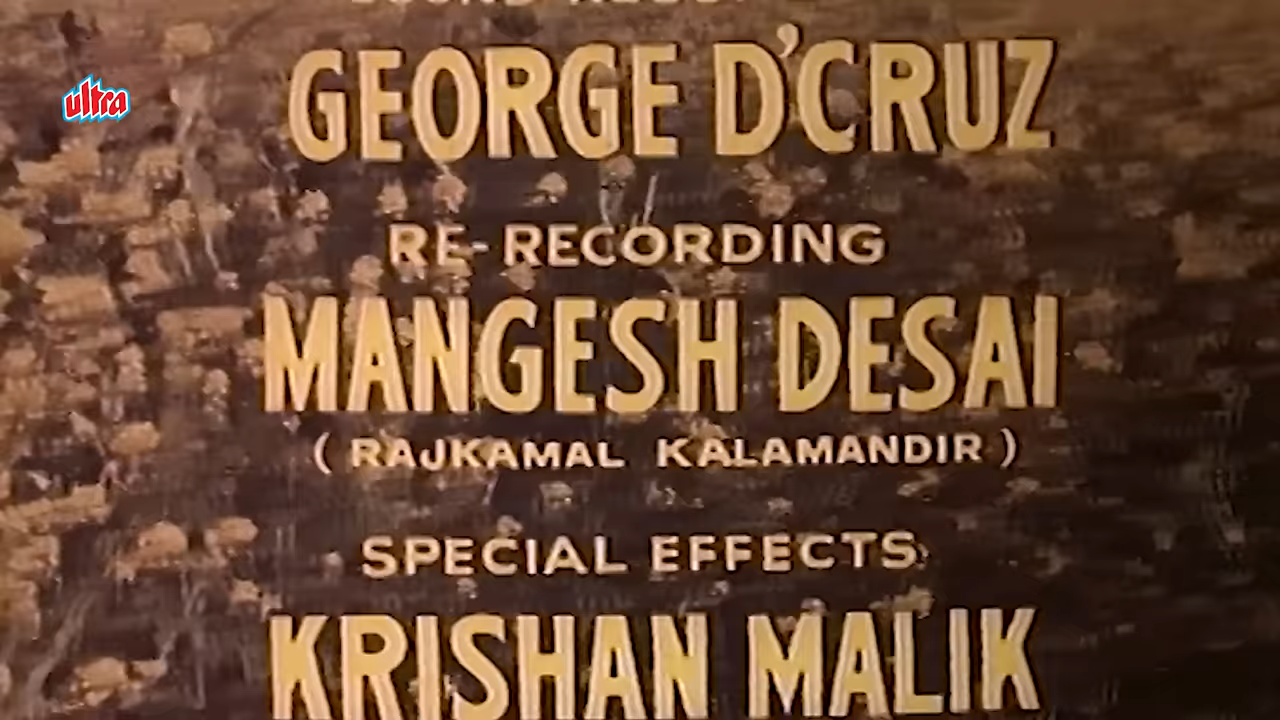 ultra
GEORGE D'CRUZ
RE-RECORDING
MANGESH DESAI
( RAJKAMAL KALAMANDIR )
SPECIAL EFFECTS
KRISHAN MALIK